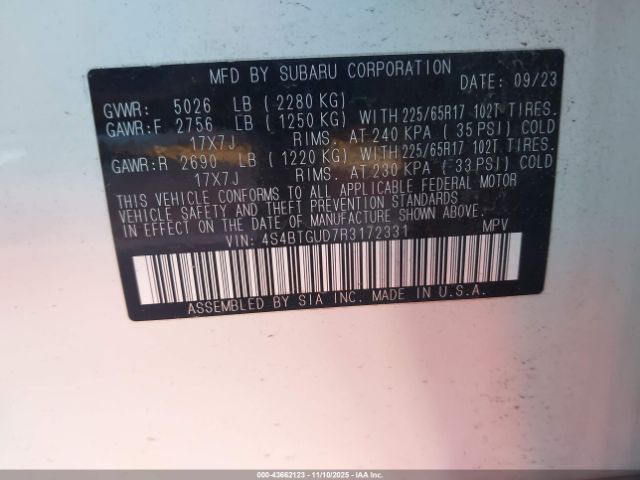 MFD BY SUBARU CORPORATION DATE: 09/23
GVWR: 5026 LB (2280 KG)
GAWR:F 2756 LB (1250 KG) WITH 225/65R17 102T TIRES.
17X7J RIMS. AT 240 KPA (35 PSI) COLD
GAWR:R 2690 LB (1220 KG) WITH 225/65R17 102T TIRES.
17X7J RIMS. AT 230 KPA (33 PSI) COLD
THIS VEHICLE CONFORMS TO ALL APPLICABLE FEDERAL MOTOR
VEHICLE SAFETY AND THEFT PREVENTION STANDARDS
IN EFFECT ON THE DATE OF MANUFACTURE SHOWN ABOVE.
VIN: 4S4BTGUD7R3172331 MPV
ASSEMBLED BY SIA INC. MADE IN U.S.A.
000-43662123 - 11/10/2025 - IAA Inc.